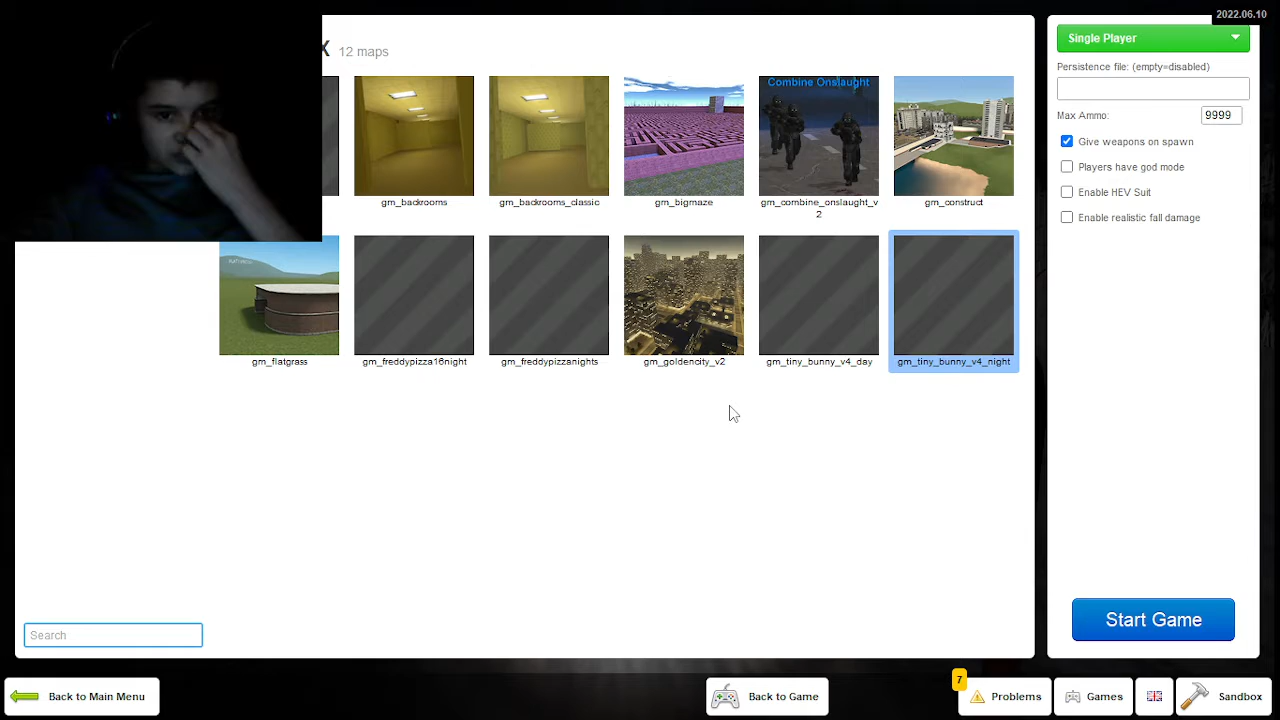 2022.06.10
X 12 maps
gm_backrooms
gm_backrooms_classic
gm_bigmaze
Combine Onslaught
gm_combine_onslaught_v
2
gm_construct
gm_flatgrass
gm_freddypizza16night
gm_freddypizzanights
gm_goldencity_v2
gm_tiny_bunny_v4_day
gm_tiny_bunny_v4_night
Search
Single Player
Persistence file: (empty=disabled)
Max Ammo: 9999
Give weapons on spawn
Players have god mode
Enable HEV Suit
Enable realistic fall damage
Start Game
Back to Main Menu
Back to Game
7
Problems
Games
Sandbox